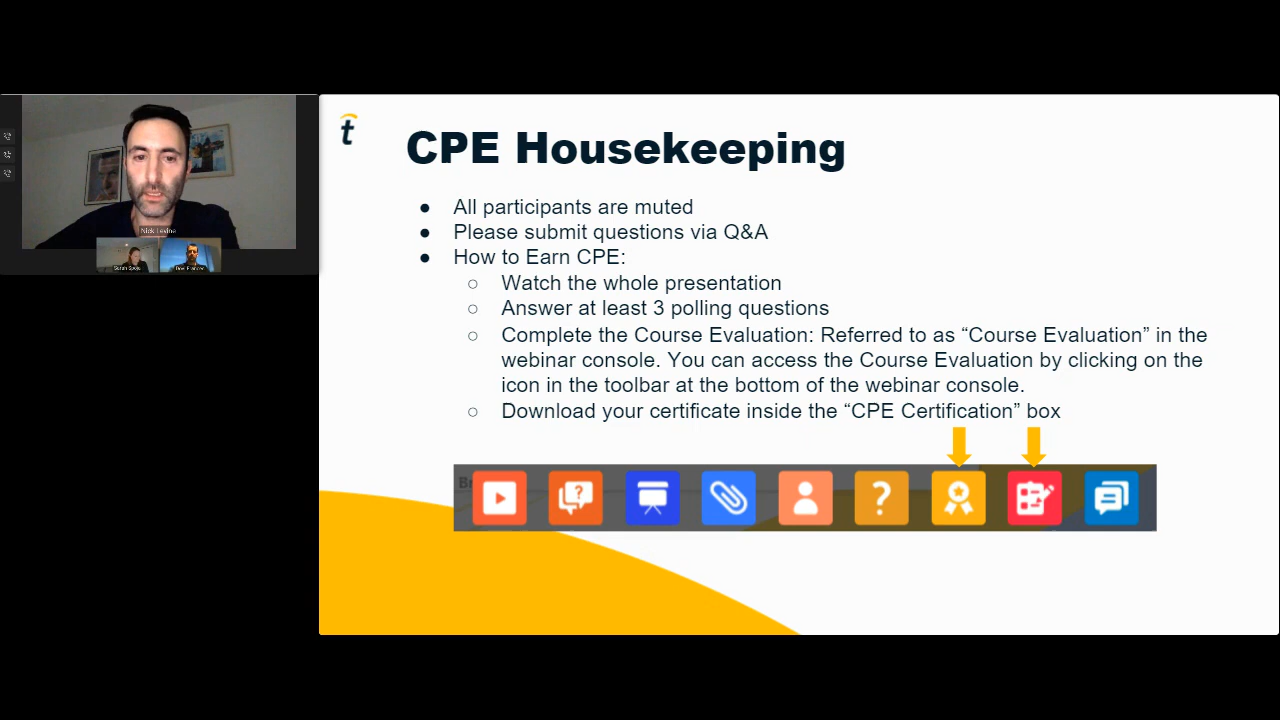 t
CPE Housekeeping
Nick Levine
● All participants are muted
● Please submit questions via Q&A
● How to Earn CPE:
○ Watch the whole presentation
○ Answer at least 3 polling questions
○ Complete the Course Evaluation: Referred to as “Course Evaluation” in the
webinar console. You can access the Course Evaluation by clicking on the
icon in the toolbar at the bottom of the webinar console.
○ Download your certificate inside the “CPE Certification” box